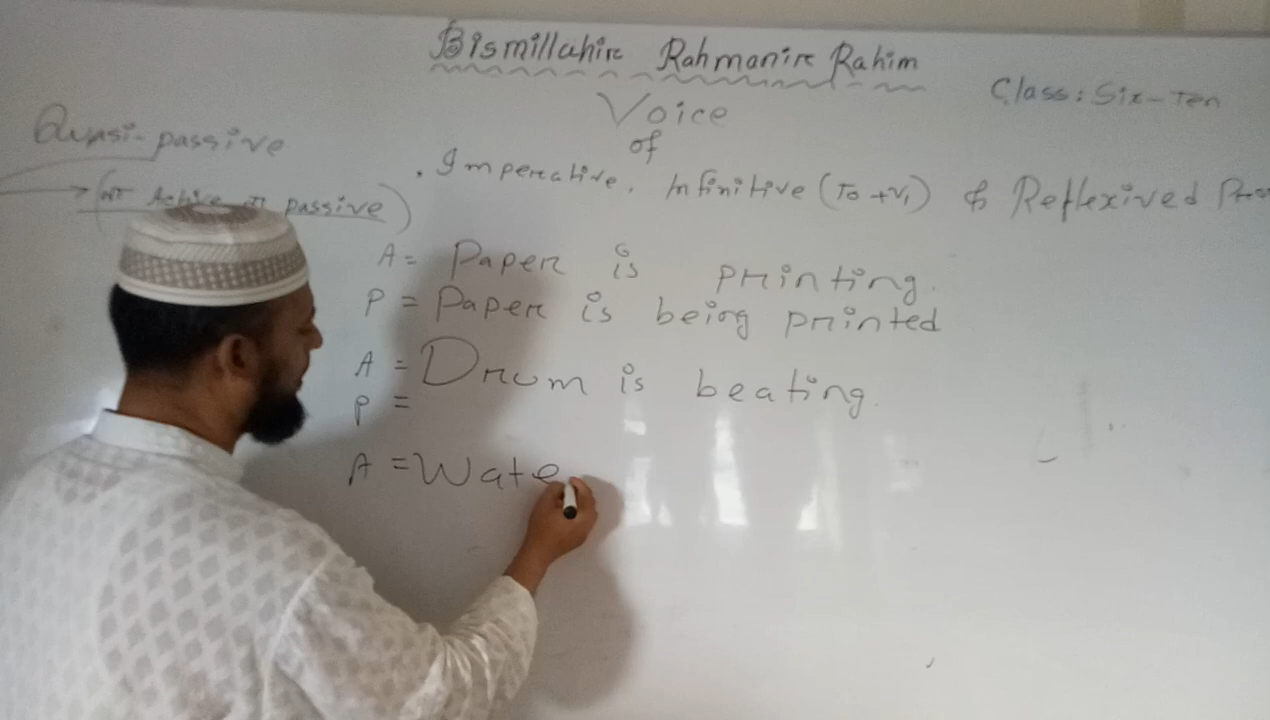 Bismillahir Rahmanir Rahim
Class: Six-Ten
Voice
of
Quasi-passive
Imperative, Infinitive (To + V1) & Reflexived
passive)
A = Paper is printing.
P = Paper is being printed
A = Drum is beating.
P =
A = Wate